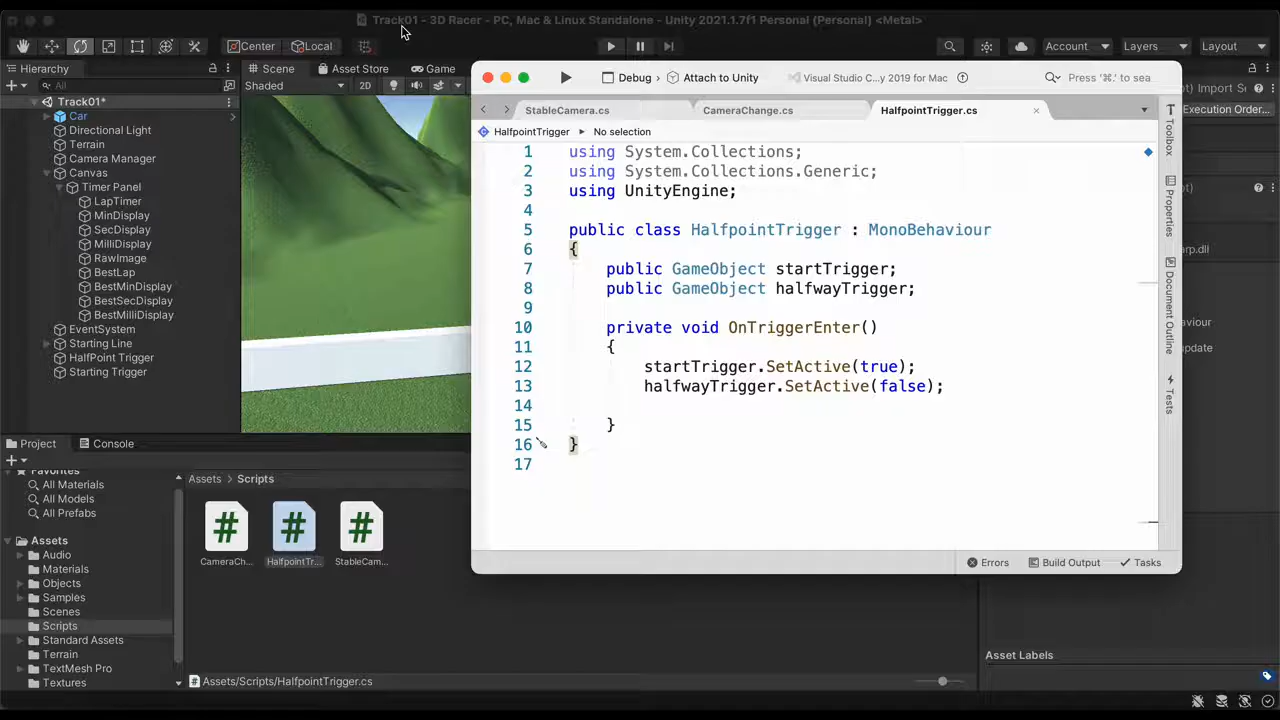 Track01 - 3D Racer - PC, Mac & Linux Standalone - Unity 2021.1.7f1 Personal (Personal) <Metal>
Center
Local
Account
Layers
Layout
Hierarchy
All
Track01*
Car
Directional Light
Terrain
Camera Manager
Canvas
Timer Panel
LapTimer
MinDisplay
SecDisplay
MilliDisplay
RawImage
BestLap
BestMinDisplay
BestSecDisplay
BestMilliDisplay
EventSystem
Starting Line
HalfPoint Trigger
Starting Trigger
Scene
Asset Store
Game
Shaded
2D
Debug
Attach to Unity
Visual Studio C...y 2019 for Mac
Press '⌘.' to sea
StableCamera.cs
CameraChange.cs
HalfpointTrigger.cs
HalfpointTrigger
No selection
1 using System.Collections;
2 using System.Collections.Generic;
3 using UnityEngine;
4
5 public class HalfpointTrigger : MonoBehaviour
6 {
7 public GameObject startTrigger;
8 public GameObject halfwayTrigger;
9
10 private void OnTriggerEnter()
11 {
12 startTrigger.SetActive(true);
13 halfwayTrigger.SetActive(false);
14
15 }
16 }
17
Errors
Build Output
Tasks
Toolbox
Properties
Document Outline
Tests
Import S
Execution Order...
arp.dll
aviour
update
Project
Console
Favorites
All Materials
All Models
All Prefabs
Assets
Audio
Materials
Objects
Samples
Scenes
Scripts
Standard Assets
Terrain
TextMesh Pro
Textures
Assets > Scripts
CameraCh...
HalfpointTr...
StableCam...
Assets/Scripts/HalfpointTrigger.cs
Asset Labels